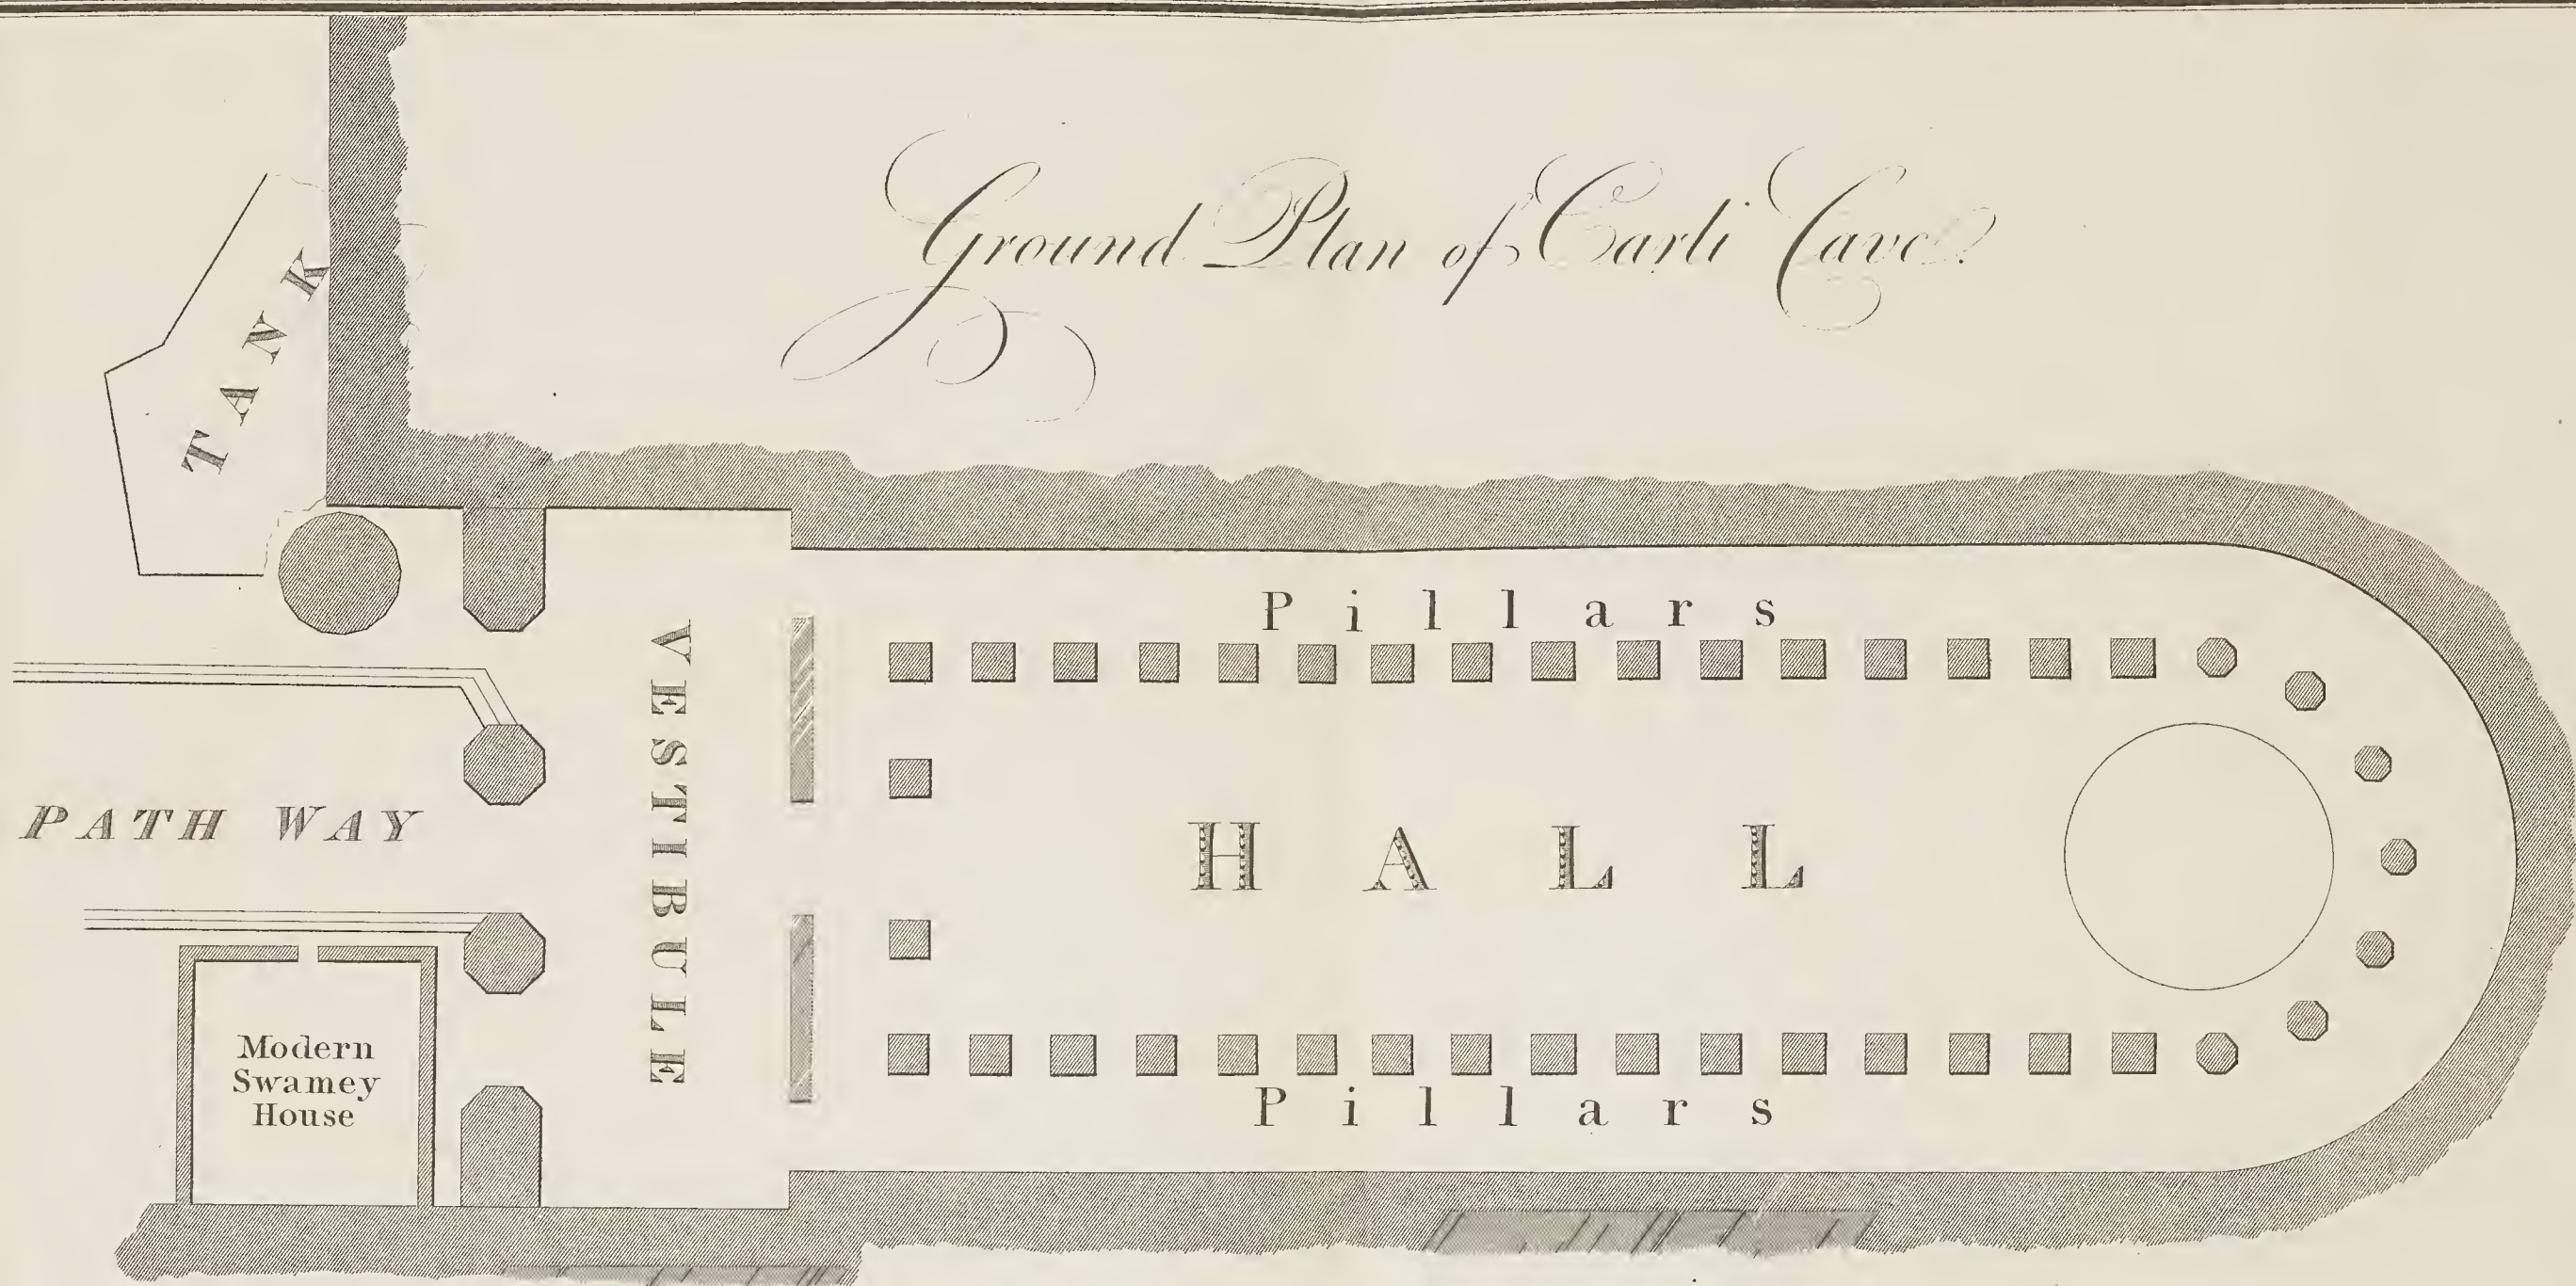 Ground Plan of Carli Cave.
TANK
Pillars
VESTIBULE
HALL
PATH WAY
Modern
Swamey
House
Pillars